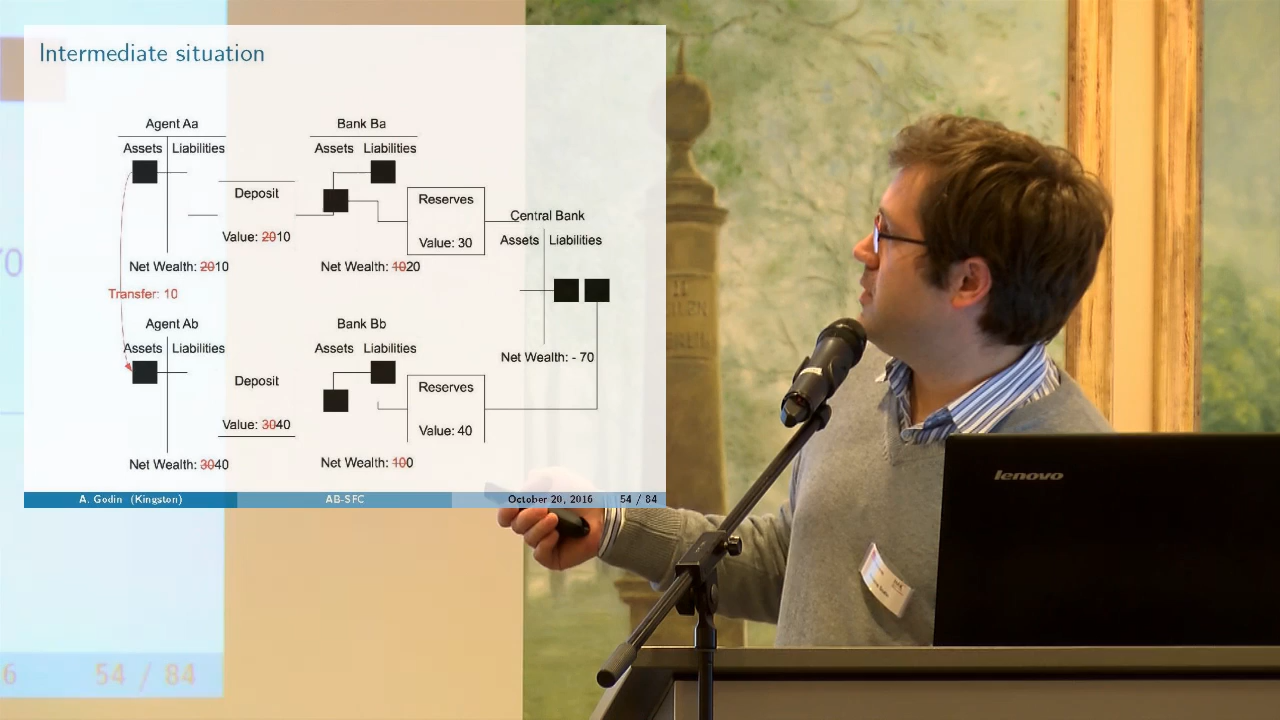 Intermediate situation
Agent Aa
Assets Liabilities
Deposit
Value: 2010
Net Wealth: 2010
Transfer: 10
Bank Ba
Assets Liabilities
Reserves
Value: 30
Net Wealth: 1020
Central Bank
Assets Liabilities
Net Wealth: - 70
Agent Ab
Assets Liabilities
Deposit
Value: 3040
Net Wealth: 3040
Bank Bb
Assets Liabilities
Reserves
Value: 40
Net Wealth: 100
A. Godin (Kingston) AB-SFC October 20, 2016 54 / 84
lenovo
6 54 / 84